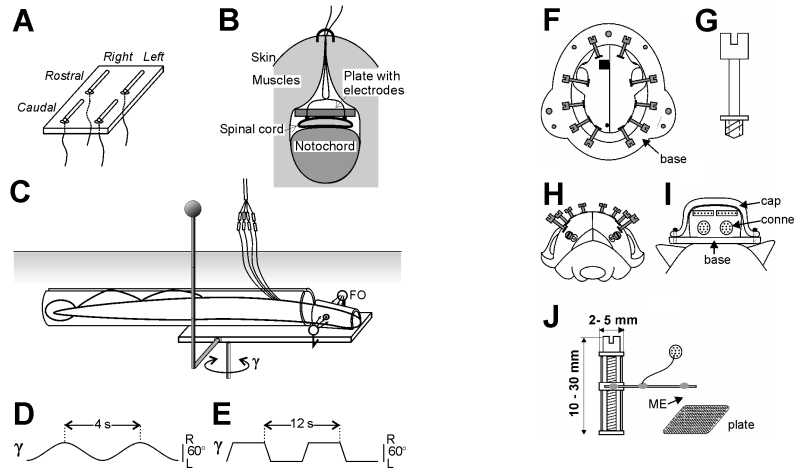 A
Right Left
Rostral
Caudal
B
Skin
Muscles
Plate with
electrodes
Spinal cord
Notochord
C
FO
γ
D
4 s
γ
R
60°
L
E
12 s
γ
R
60°
L
F
base
G
H
I
cap
conne
base
J
2- 5 mm
10 - 30 mm
ME
plate